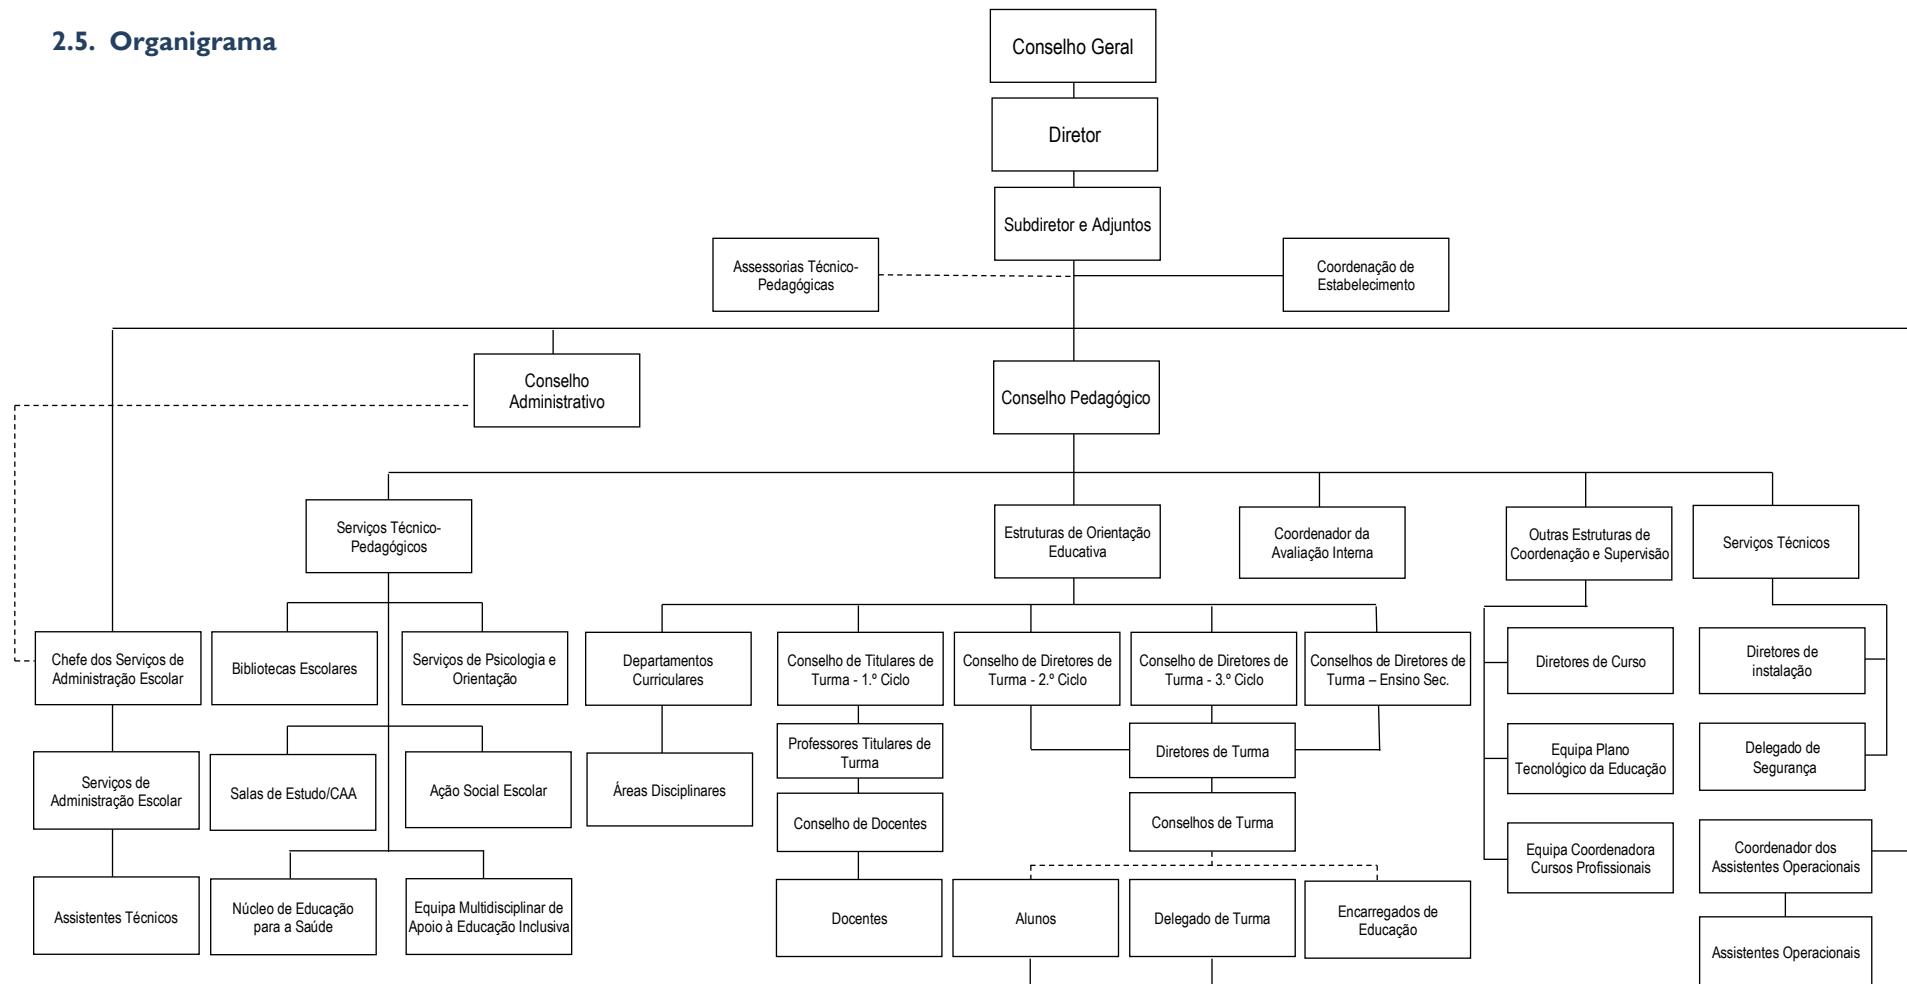 2.5. Organigrama
Conselho Geral
Diretor
Subdiretor e Adjuntos
Assessorias Técnico-
Pedagógicas
Coordenação de
Estabelecimento
Conselho
Administrativo
Conselho Pedagógico
Serviços Técnico-
Pedagógicos
Estruturas de Orientação
Educativa
Coordenador da
Avaliação Interna
Outras Estruturas de
Coordenação e Supervisão
Serviços Técnicos
Chefe dos Serviços de
Administração Escolar
Bibliotecas Escolares
Serviços de Psicologia e
Orientação
Departamentos
Curriculares
Conselho de Titulares de
Turma - 1.º Ciclo
Conselho de Diretores de
Turma - 2.º Ciclo
Conselho de Diretores de
Turma - 3.º Ciclo
Conselhos de Diretores de
Turma – Ensino Sec.
Diretores de Curso
Diretores de
instalação
Serviços de
Administração Escolar
Salas de Estudo/CAA
Ação Social Escolar
Áreas Disciplinares
Professores Titulares de
Turma
Diretores de Turma
Equipa Plano
Tecnológico da Educação
Delegado de
Segurança
Conselho de Docentes
Conselhos de Turma
Equipa Coordenadora
Cursos Profissionais
Coordenador dos
Assistentes Operacionais
Assistentes Técnicos
Núcleo de Educação
para a Saúde
Equipa Multidisciplinar de
Apoio à Educação Inclusiva
Docentes
Alunos
Delegado de Turma
Encarregados de
Educação
Assistentes Operacionais